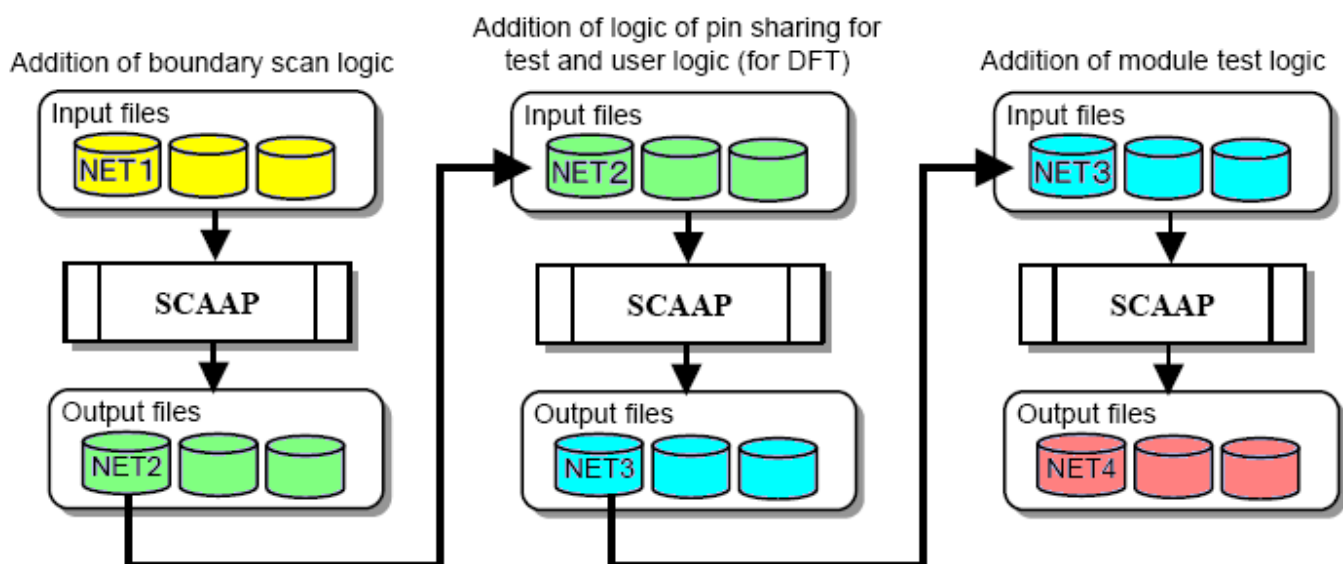 Addition of boundary scan logic
Input files
NET1
SCAAP
Output files
NET2
Addition of logic of pin sharing for
test and user logic (for DFT)
Input files
NET2
SCAAP
Output files
NET3
Addition of module test logic
Input files
NET3
SCAAP
Output files
NET4